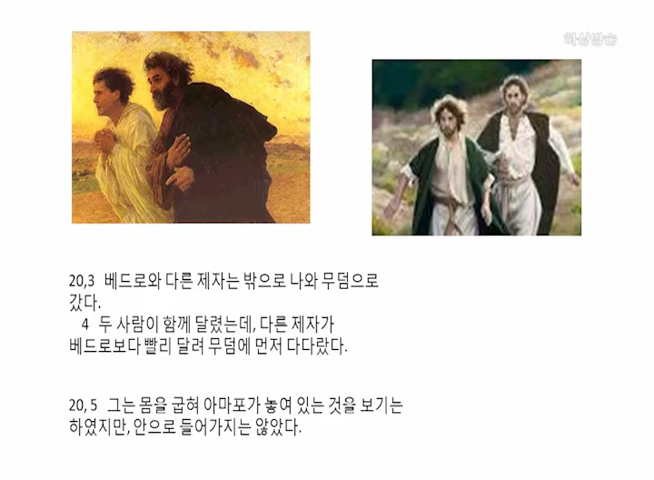 하상방송
20,3 베드로와 다른 제자는 밖으로 나와 무덤으로
갔다.
4 두 사람이 함께 달렸는데, 다른 제자가
베드로보다 빨리 달려 무덤에 먼저 다다랐다.
20, 5 그는 몸을 굽혀 아마포가 놓여 있는 것을 보기는
하였지만, 안으로 들어가지는 않았다.